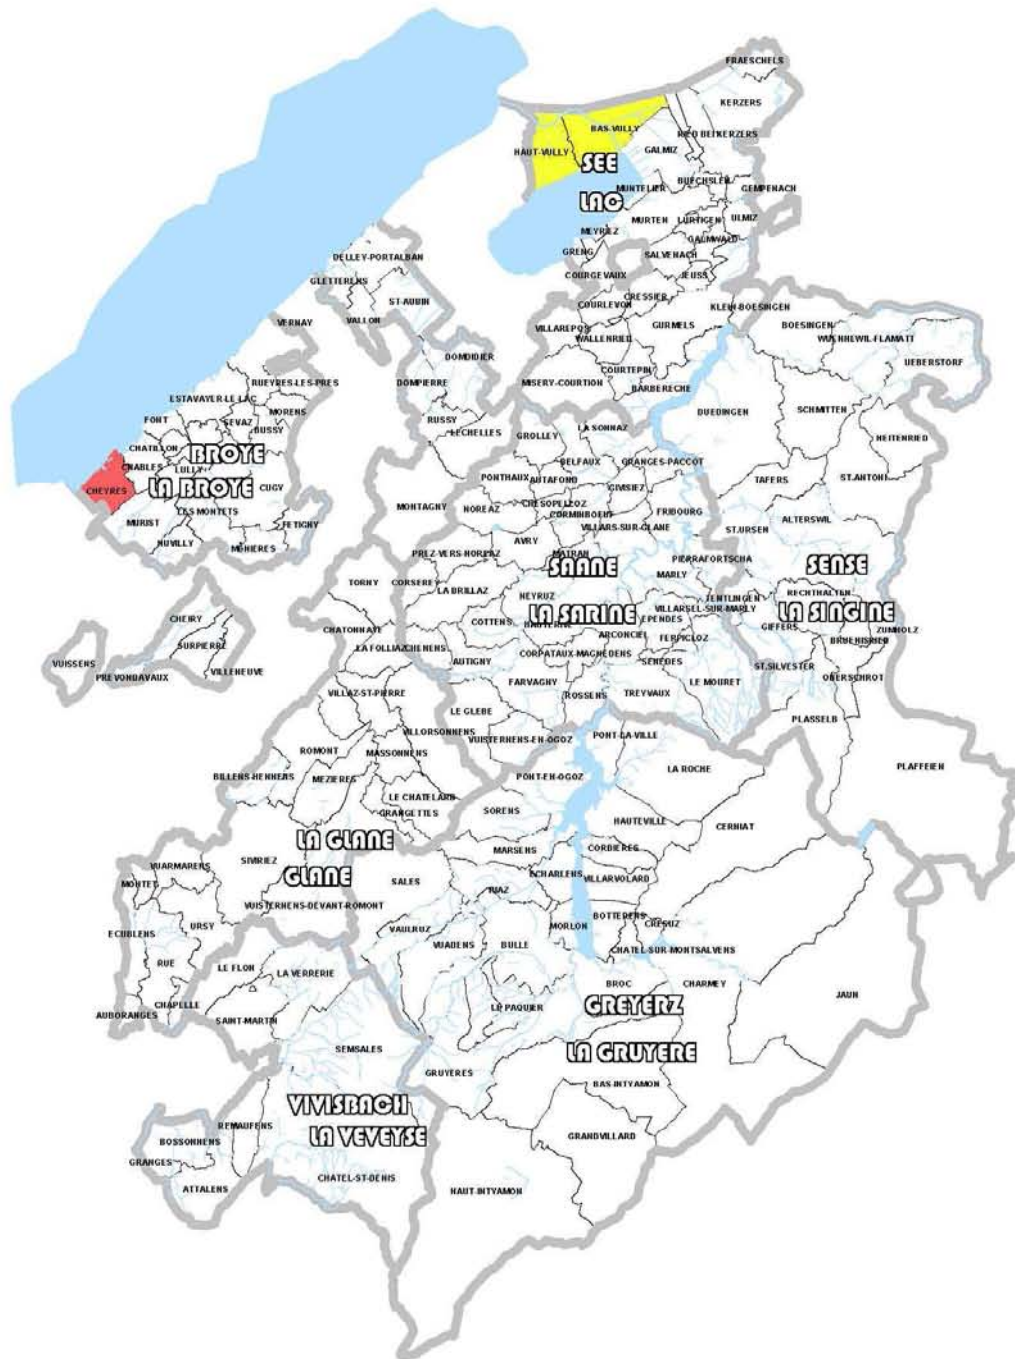 FRAESCHELS
KERZERS
BAS-VULLY
RIED BEI KERZERS
HAUT-VULLY
GALMIZ
SEE
BUECHSLEN
MUNTELIER
GEMPENACH
LAC
MURTEN
LURTIGEN
ULMIZ
MEYRIEZ
GRENG
SALVENACH
COURGEVAUX
JEUSS
DELLEY-PORTALBAN
GLETTERENS
ST-AUBIN
VALLON
VERNAY
CRESSIER
COURLEVON
KLEIN-BOESINGEN
VILLAREPOS
GURMELS
BOESINGEN
WALLENRIED
WUENNEWIL-FLAMATT
UEBERSTORF
DOMDIDIER
COURTEPIN
DOMPIERRE
MISERY-COURTION
BARBERECHE
RUEYRES-LES-PRES
ESTAVAYER-LE-LAC
MORENS
DUEDINGEN
SCHMITTEN
FONT
SEVAZ
BUSSY
RUSSY
LECHELLES
GROLLEY
LA SONNAZ
HEITENRIED
CHATILLON
BROYE
BELFAUX
GRANGES-PACCOT
CHABLES
LULLY
PONTHAUX
AUTAFOND
GIVISIEZ
TAFERS
ST.ANTONI
CHEYRES
LA BROYE
CUGY
MONTAGNY
NOREAZ
CORMINBOEUF
FRIBOURG
MURIST
LES MONTETS
FETIGNY
VILLARS-SUR-GLANE
ST.URSEN
ALTERSWIL
NUVILLY
MENIERES
PREZ-VERS-NOREAZ
AVRY
MATRAN
PIERRAFORTSCHA
SAANE
SENSE
TORNY
CORSEREY
LA BRILLAZ
NEYRUZ
MARLY
TENTLINGEN
RECHTHALTEN
VILLARSEL-SUR-MARLY
LA SARINE
LA SINGINE
CHEIRY
COTTENS
EPENDES
GIFFERS
ZUMHOLZ
CHATONNAYE
ARCONCIEL
FERPICLOZ
BRUENISRIED
SURPIERRE
LA FOLLIAZ
CHENENS
AUTIGNY
CORPATAUX-MAGNEDENS
SENEDES
VUISSENS
PREVONDAVAUX
VILLENEUVE
FARVAGNY
LE MOURET
ST.SILVESTER
OBERSCHROT
VILLAZ-ST-PIERRE
ROSSENS
TREYVAUX
LE GLEBE
PLASSELB
VILLORSONNENS
VUISTERNENS-EN-OGOZ
PONT-LA-VILLE
ROMONT
MASSONNENS
PLAFFEIEN
BILLENS-HENNENS
MEZIERES
PONT-EN-OGOZ
LA ROCHE
LE CHATELARD
GRANGETTES
SORENS
HAUTEVILLE
CERNIAT
LA GLANE
MARSENS
CORBIERES
SIVIRIEZ
VUARMARENS
GLANE
SALES
ECHARLENS
VILLARVOLARD
MONTET
RIAZ
VUISTERNENS-DEVANT-ROMONT
BOTTERENS
CRESUZ
ECUBLENS
URSY
VAULRUZ
VUADENS
BULLE
MORLON
CHATEL-SUR-MONTSALVENS
RUE
LE FLON
LA VERRERIE
BROC
CHARMEY
JAUN
CHAPELLE
LE PAQUIER
GREYERZ
AUBORANGES
SAINT-MARTIN
SEMSALES
LA GRUYERE
GRUYERES
BAS-INTYAMON
VIVISBACH
REMAUFENS
LA VEVEYSE
BOSSONNENS
GRANDVILLARD
GRANGES
CHATEL-ST-DENIS
ATTALENS
HAUT-INTYAMON